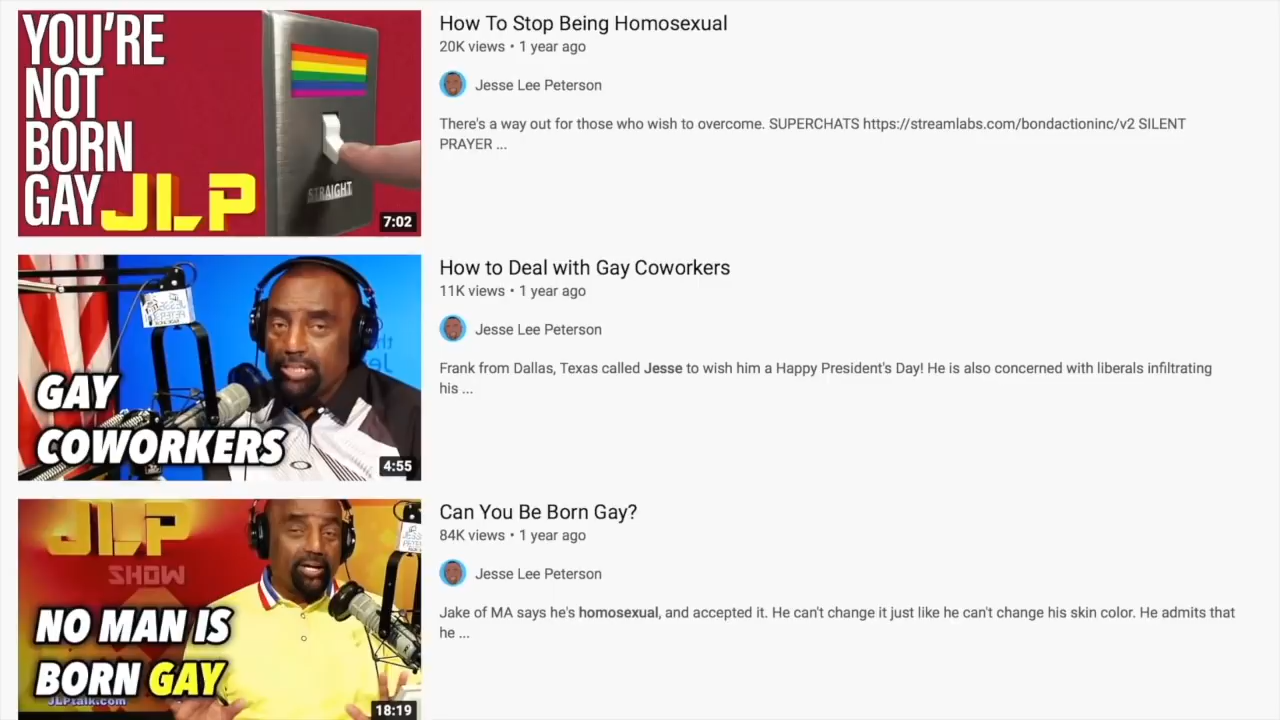 YOU'RE
NOT
BORN
GAY JLP
STRAIGHT
7:02
How To Stop Being Homosexual
20K views • 1 year ago
Jesse Lee Peterson
There's a way out for those who wish to overcome. SUPERCHATS https://streamlabs.com/bondactioninc/v2 SILENT
PRAYER ...
GAY
COWORKERS
4:55
How to Deal with Gay Coworkers
11K views • 1 year ago
Jesse Lee Peterson
Frank from Dallas, Texas called Jesse to wish him a Happy President's Day! He is also concerned with liberals infiltrating
his ...
JLP
SHOW
NO MAN IS
BORN GAY
JLPtalk.com
18:19
Can You Be Born Gay?
84K views • 1 year ago
Jesse Lee Peterson
Jake of MA says he's homosexual, and accepted it. He can't change it just like he can't change his skin color. He admits that
he ...